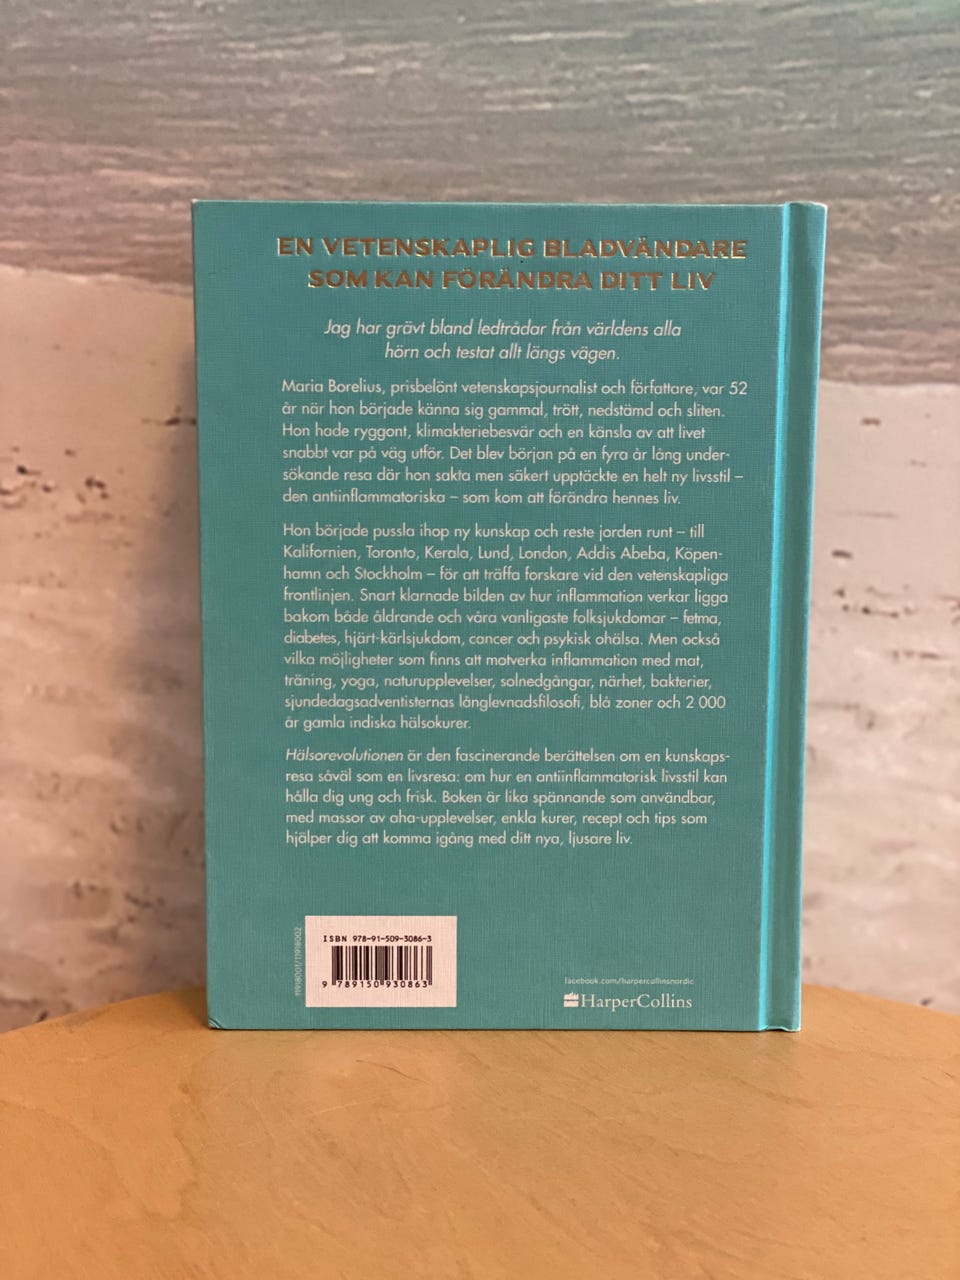 EN VETENSKAPLIG BLADVÄNDARE
SOM KAN FÖRÄNDRA DITT LIV
Jag har grävt bland ledtrådar från världens alla
hörn och testat allt längs vägen.
Maria Borelius, prisbelönt vetenskapsjournalist och författare, var 52
år när hon började känna sig gammal, trött, nedstämd och sliten.
Hon hade ryggont, klimakteriebesvär och en känsla av att livet
snabbt var på väg utför. Det blev början på en fyra år lång under-
sökande resa där hon sakta men säkert upptäckte en helt ny livsstil –
den antiinflammatoriska – som kom att förändra hennes liv.
Hon började pussla ihop ny kunskap och reste jorden runt – till
Kalifornien, Toronto, Kerala, Lund, London, Addis Abeba, Köpen-
hamn och Stockholm – för att träffa forskare vid den vetenskapliga
frontlinjen. Snart klarnade bilden av hur inflammation verkar ligga
bakom både åldrande och våra vanligaste folksjukdomar – fetma,
diabetes, hjärt-kärlsjukdom, cancer och psykisk ohälsa. Men också
vilka möjligheter som finns att motverka inflammation med mat,
träning, yoga, naturupplevelser, solnedgångar, närhet, bakterier,
sjundedagsadventisternas långlevnadsfilosofi, blå zoner och 2 000
år gamla indiska hälsokurer.
Hälsorevolutionen är den fascinerande berättelsen om en kunskaps-
resa såväl som en livsresa: om hur en antiinflammatorisk livsstil kan
hålla dig ung och frisk. Boken är lika spännande som användbar,
med massor av aha-upplevelser, enkla kurer, recept och tips som
hjälper dig att komma igång med ditt nya, ljusare liv.
11918001/11918002
ISBN 978-91-509-3086-3
9 789150 930863
facebook.com/harpercollinsnordic
HarperCollins